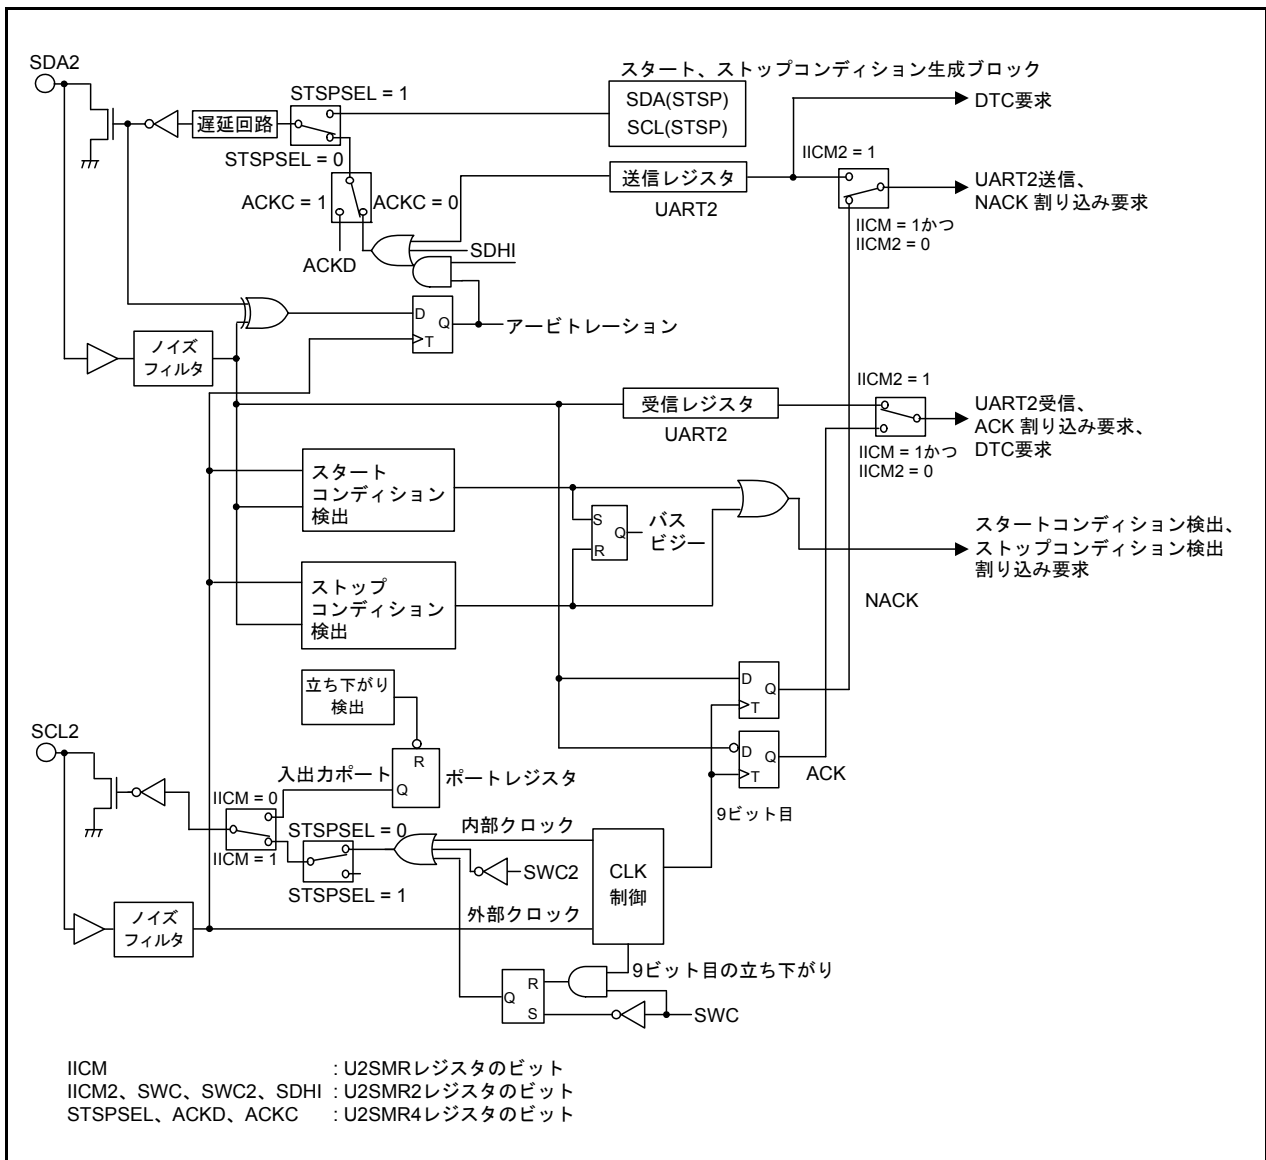 SDA2
スタート、ストップコンディション生成ブロック
STSPSEL = 1
SDA(STSP)
SCL(STSP)
DTC要求
遅延回路
STSPSEL = 0
IICM2 = 1
送信レジスタ
UART2
UART2送信、
NACK 割り込み要求
ACKC = 1
ACKC = 0
IICM = 1かつ
IICM2 = 0
SDHI
ACKD
D
Q
T
アービトレーション
ノイズ
フィルタ
IICM2 = 1
受信レジスタ
UART2
UART2受信、
ACK 割り込み要求、
DTC要求
IICM = 1かつ
IICM2 = 0
スタート
コンディション
検出
S
Q
R
バス
ビジー
スタートコンディション検出、
ストップコンディション検出
割り込み要求
ストップ
コンディション
検出
NACK
立ち下がり
検出
D
Q
T
SCL2
R
Q
入出力ポート
ポートレジスタ
D
Q
T
ACK
9ビット目
IICM = 0
IICM = 1
STSPSEL = 0
STSPSEL = 1
内部クロック
SWC2
CLK
制御
外部クロック
ノイズ
フィルタ
9ビット目の立ち下がり
R
Q
S
SWC
IICM : U2SMRレジスタのビット
IICM2、SWC、SWC2、SDHI : U2SMR2レジスタのビット
STSPSEL、ACKD、ACKC : U2SMR4レジスタのビット